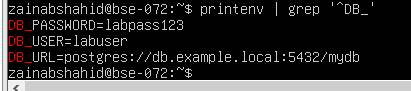 zainabshahid@bse-072:~$ printenv | grep '^DB_'
DB_PASSWORD=labpass123
DB_USER=labuser
DB_URL=postgres://db.example.local:5432/mydb
zainabshahid@bse-072:~$